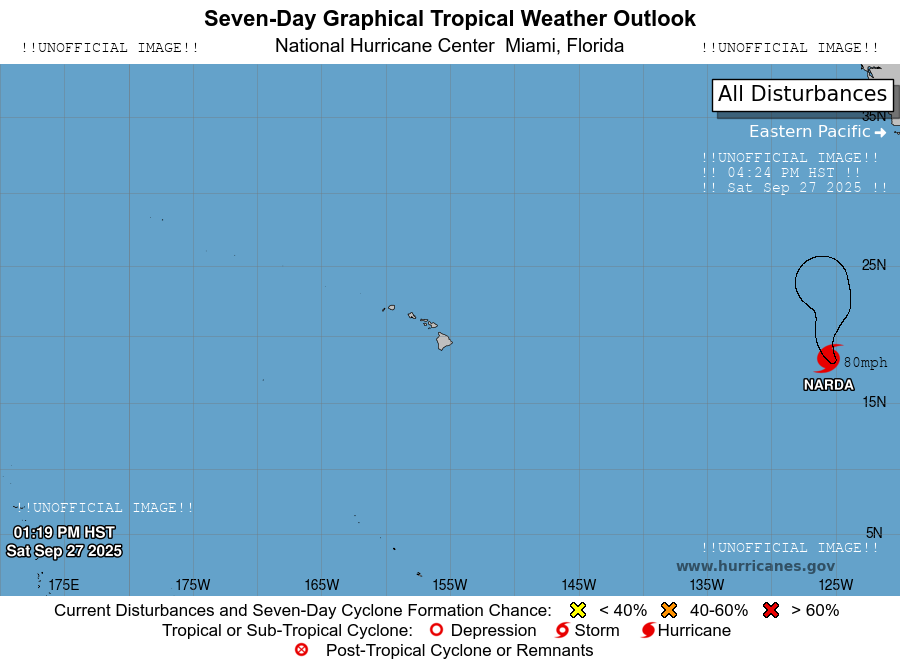 Seven-Day Graphical Tropical Weather Outlook
!!UNOFFICIAL IMAGE!! National Hurricane Center Miami, Florida !!UNOFFICIAL IMAGE!!
All Disturbances
35N
Eastern Pacific
!!UNOFFICIAL IMAGE!!
!! 04:24 PM HST !!
!! Sat Sep 27 2025 !!
25N
80mph
NARDA
15N
!!UNOFFICIAL IMAGE!!
01:19 PM HST
Sat Sep 27 2025
5N
!!UNOFFICIAL IMAGE!!
www.hurricanes.gov
175E 175W 165W 155W 145W 135W 125W
Current Disturbances and Seven-Day Cyclone Formation Chance: < 40% 40-60% > 60%
Tropical or Sub-Tropical Cyclone: Depression Storm Hurricane
Post-Tropical Cyclone or Remnants